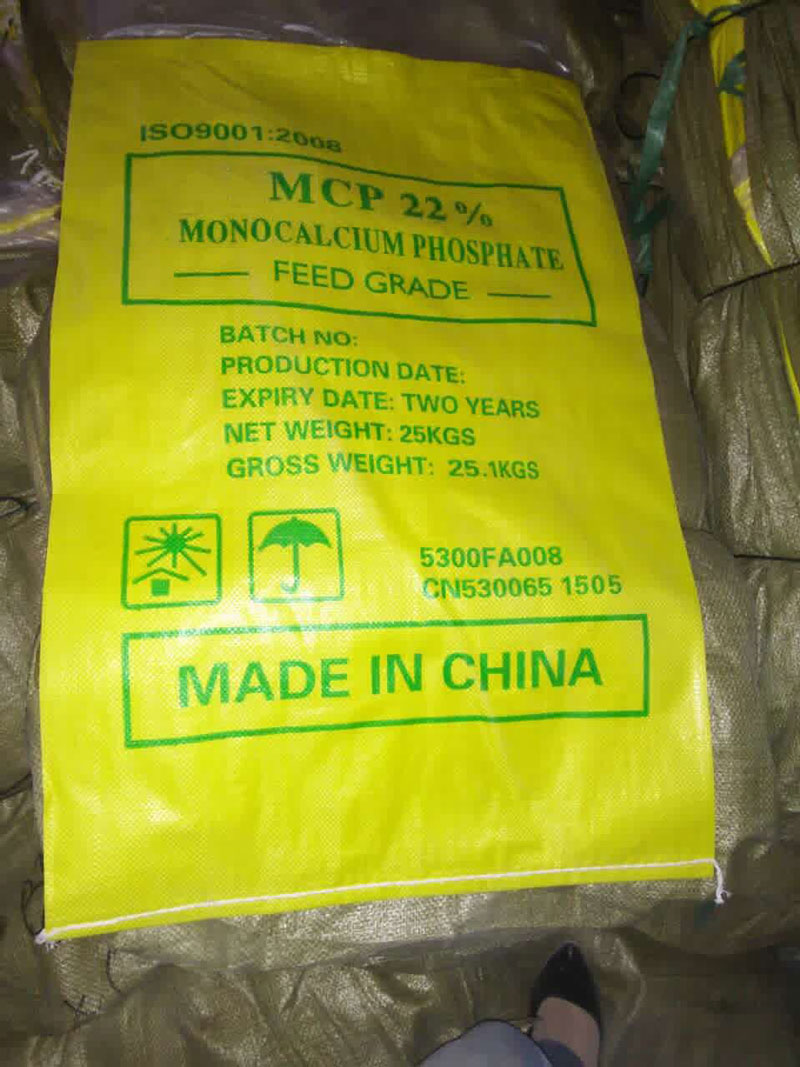 ISO9001:2008
MCP 22%
MONOCALCIUM PHOSPHATE
FEED GRADE
BATCH NO:
PRODUCTION DATE:
EXPIRY DATE: TWO YEARS
NET WEIGHT: 25KGS
GROSS WEIGHT: 25.1KGS
5300FA008
CN530065 1505
MADE IN CHINA